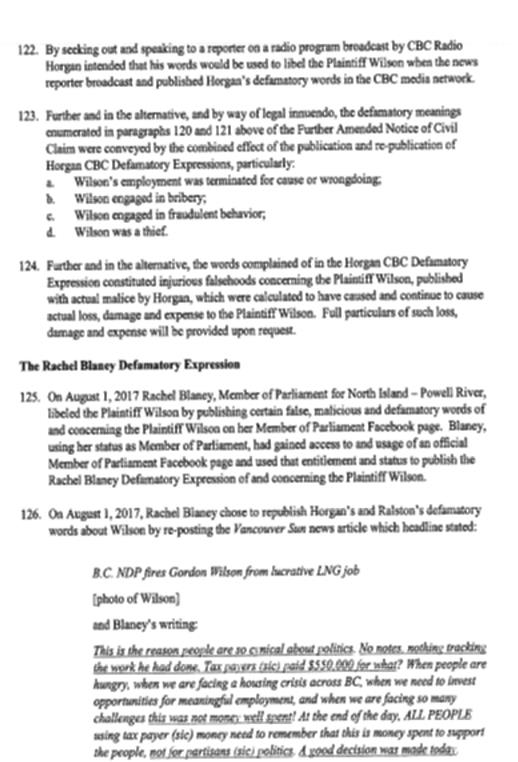 122. By seeking out and speaking to a reporter on a radio program broadcast by CBC Radio
Horgan intended that his words would be used to libel the Plaintiff Wilson when the news
reporter broadcast and published Horgan's defamatory words in the CBC media network.
123. Further and in the alternative, and by way of legal innuendo, the defamatory meanings
enumerated in paragraphs 120 and 121 above of the Further Amended Notice of Civil
Claim were conveyed by the combined effect of the publication and re-publication of
Horgan CBC Defamatory Expressions, particularly:
a. Wilson's employment was terminated for cause or wrongdoing;
b. Wilson engaged in bribery;
c. Wilson engaged in fraudulent behavior;
d. Wilson was a thief.
124. Further and in the alternative, the words complained of in the Horgan CBC Defamatory
Expression constituted injurious falsehoods concerning the Plaintiff Wilson, published
with actual malice by Horgan, which were calculated to have caused and continue to cause
actual loss, damage and expense to the Plaintiff Wilson. Full particulars of such loss,
damage and expense will be provided upon request.
The Rachel Blaney Defamatory Expression
125. On August 1, 2017 Rachel Blaney, Member of Parliament for North Island – Powell River,
libeled the Plaintiff Wilson by publishing certain false, malicious and defamatory words of
and concerning the Plaintiff Wilson on her Member of Parliament Facebook page. Blaney,
using her status as Member of Parliament, had gained access to and usage of an official
Member of Parliament Facebook page and used that entitlement and status to publish the
Rachel Blaney Defamatory Expression of and concerning the Plaintiff Wilson.
126. On August 1, 2017, Rachel Blaney chose to republish Horgan's and Ralston's defamatory
words about Wilson by re-posting the Vancouver Sun news article which headline stated:
B.C. NDP fires Gordon Wilson from lucrative LNG job
[photo of Wilson]
and Blaney's writing:
This is the reason people are so cynical about politics. No notes, nothing tracking
the work he had done. Tax payers (sic) paid $550,000 for what? When people are
hungry, when we are facing a housing crisis across BC, when we need to invest
opportunities for meaningful employment, and when we are facing so many
challenges this was not money well spent! At the end of the day, ALL PEOPLE
using tax payer (sic) money need to remember that this is money spent to support
the people, not for partisans (sic) politics. A good decision was made today.